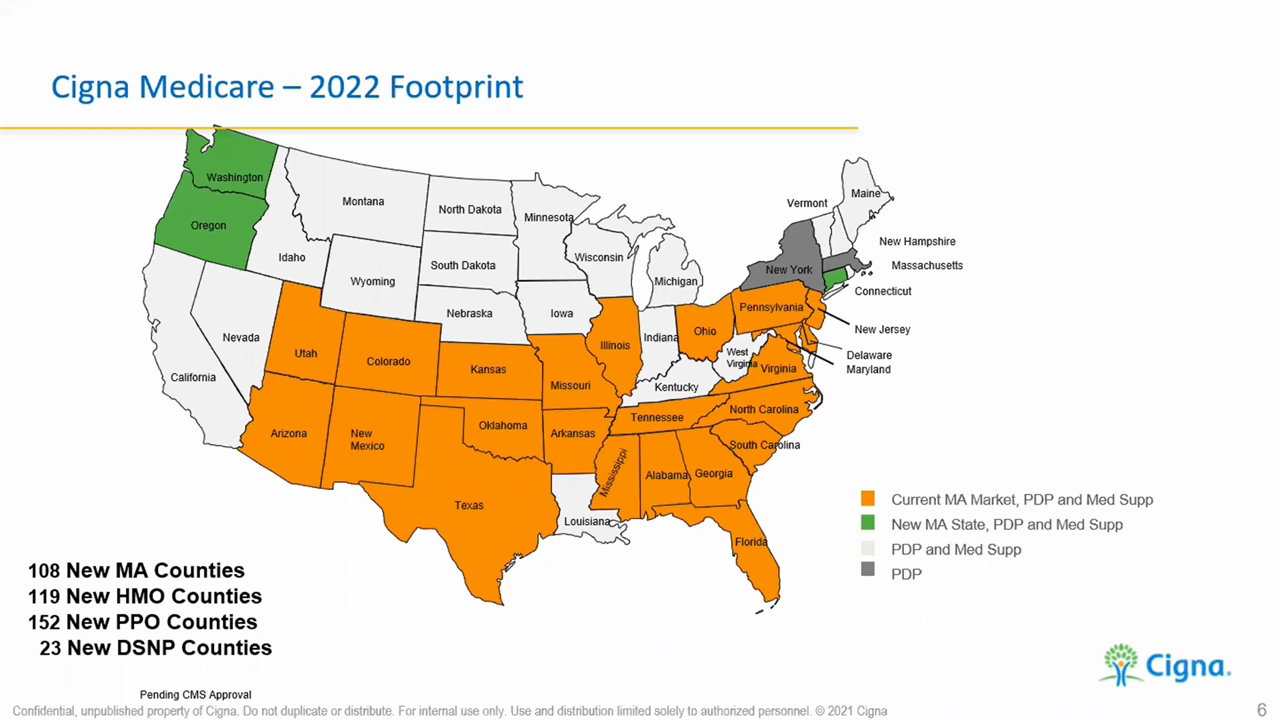 Cigna Medicare – 2022 Footprint
Washington
Oregon
Montana
Idaho
Wyoming
North Dakota
South Dakota
Nebraska
Minnesota
Wisconsin
Iowa
Michigan
Vermont
Maine
New Hampshire
Massachusetts
New York
Connecticut
Pennsylvania
New Jersey
Delaware
Maryland
Nevada
California
Utah
Colorado
Kansas
Missouri
Illinois
Indiana
Ohio
West
Virginia
Virginia
Kentucky
Arizona
New
Mexico
Oklahoma
Arkansas
Tennessee
North Carolina
South Carolina
Texas
Louisiana
Mississippi
Alabama
Georgia
Florida
Current MA Market, PDP and Med Supp
New MA State, PDP and Med Supp
PDP and Med Supp
PDP
108 New MA Counties
119 New HMO Counties
152 New PPO Counties
23 New DSNP Counties
Cigna.
Pending CMS Approval
Confidential, unpublished property of Cigna. Do not duplicate or distribute. For internal use only. Use and distribution limited solely to authorized personnel. © 2021 Cigna
6